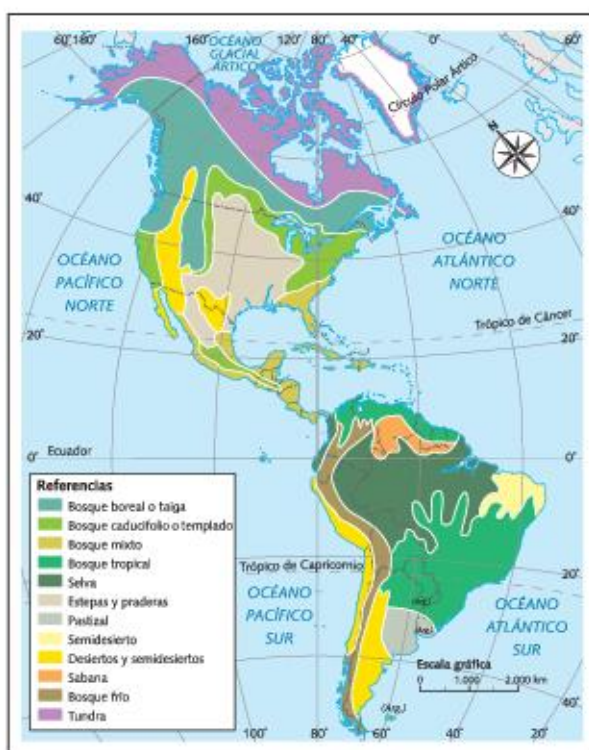 60° 180° 160° 120° 80° 40° 0° 60°
OCÉANO
GLACIAL
ÁRTICO
Círculo Polar Ártico
N
40° 40°
OCÉANO
PACÍFICO
NORTE
OCÉANO
ATLÁNTICO
NORTE
Trópico de Cáncer
20° 20°
Ecuador
0° 0°
Referencias
Bosque boreal o taiga
Bosque caducifolio o templado
Bosque mixto
Bosque tropical
Selva
Estepas y praderas
Pastizal
Semidesierto
Desiertos y semidesiertos
Sabana
Bosque frío
Tundra
Trópico de Capricornio
20°
OCÉANO
PACÍFICO
SUR
(Arg.)
(Arg.)
OCÉANO
ATLÁNTICO
SUR
Escala gráfica
0 1.000 2.000 km
(Arg.)
40°
100° 80° 60° 40° 20°